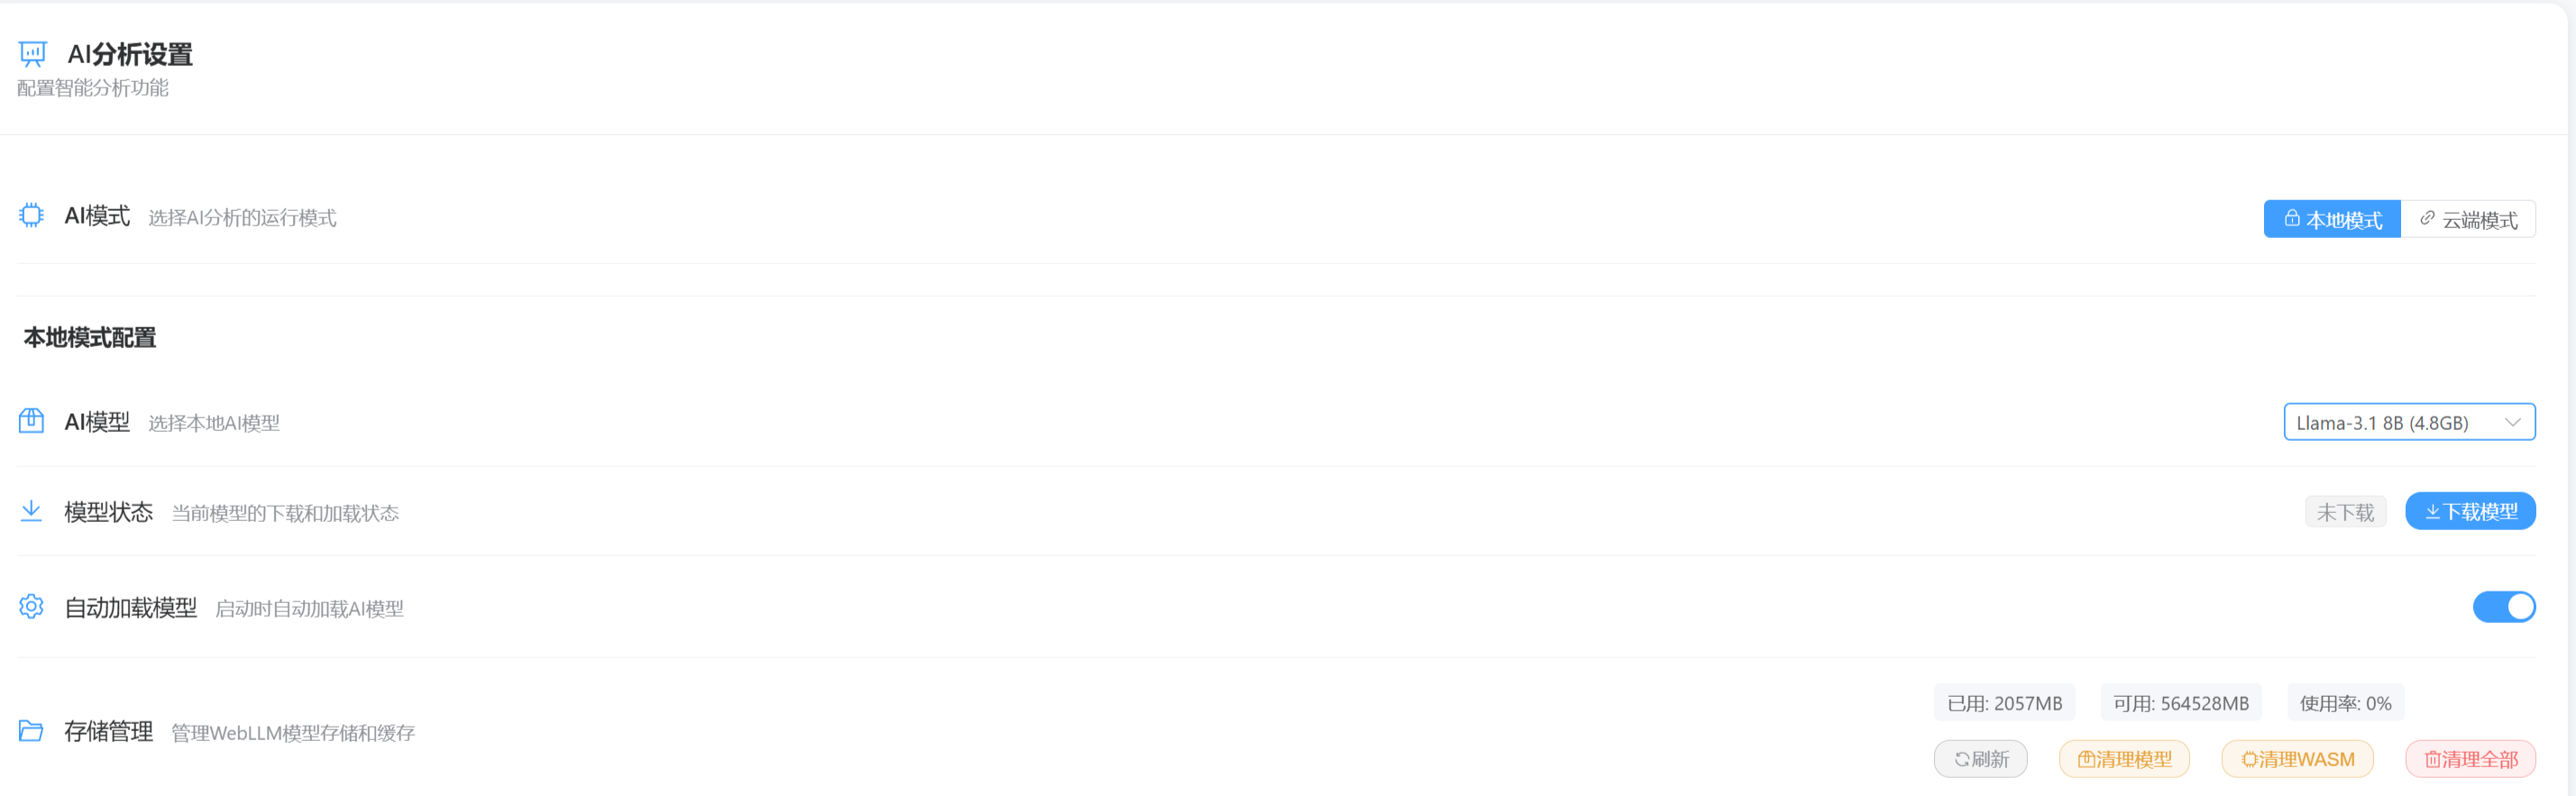 AI分析设置
配置智能分析功能
AI模式 选择AI分析的运行模式 本地模式 云端模式
本地模式配置
AI模型 选择本地AI模型 Llama-3.1 8B (4.8GB)
模型状态 当前模型的下载和加载状态 未下载 下载模型
自动加载模型 启动时自动加载AI模型
已用: 2057MB 可用: 564528MB 使用率: 0%
存储管理 管理WebLLM模型存储和缓存
刷新 清理模型 清理WASM 清理全部